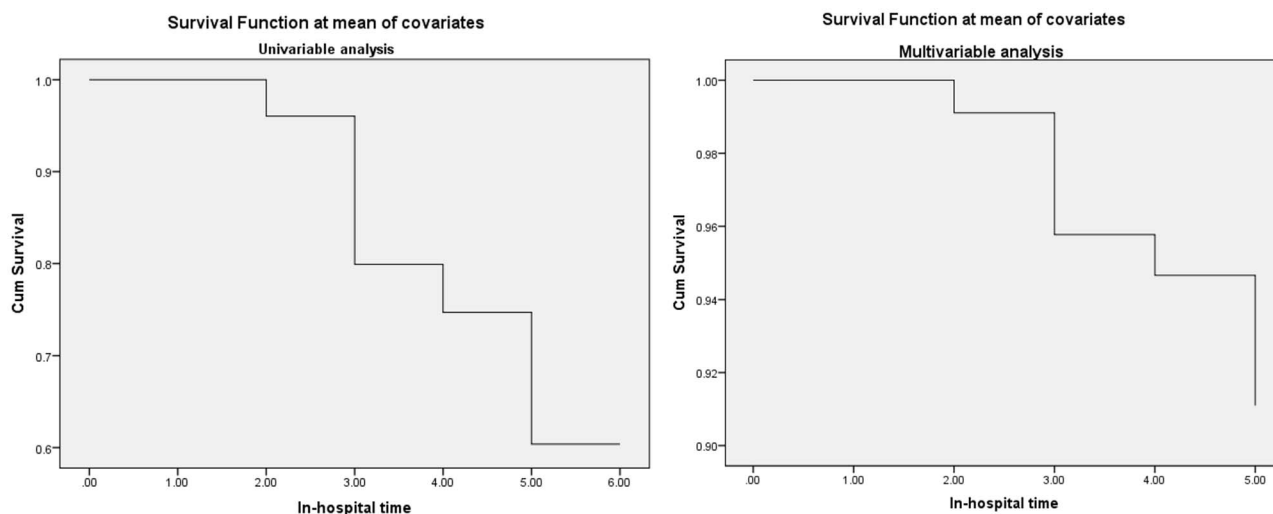 Survival Function at mean of covariates
Univariable analysis
1.0
0.9
0.8
0.7
0.6
Cum Survival
.00 1.00 2.00 3.00 4.00 5.00 6.00
In-hospital time
Survival Function at mean of covariates
Multivariable analysis
1.00
0.98
0.96
0.94
0.92
0.90
Cum Survival
.00 1.00 2.00 3.00 4.00 5.00
In-hospital time